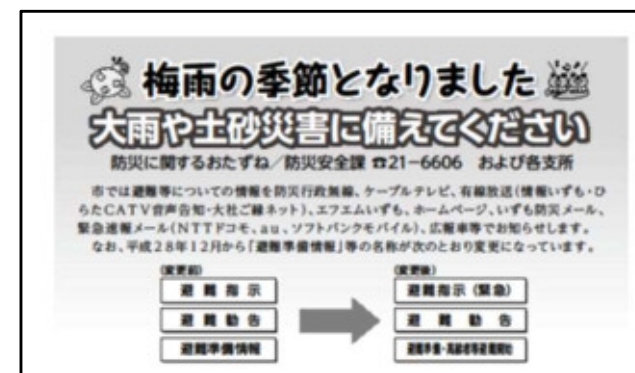 梅雨の季節となりました
大雨や土砂災害に備えてください
防災に関するおたずね/防災安全課 ☎21-6606 および各支所
市では避難等についての情報を防災行政無線、ケーブルテレビ、有線放送(情報いずも・ひ
らたCATV音声告知・大社ご縁ネット)、エフエムいずも、ホームページ、いずも防災メール、
緊急速報メール(NTTドコモ、au、ソフトバンクモバイル)、広報車等でお知らせします。
なお、平成28年12月から「避難準備情報」等の名称が次のとおり変更になっています。
(変更前)
避難指示
避難勧告
避難準備情報
(変更後)
避難指示(緊急)
避難勧告
避難準備・高齢者等避難開始